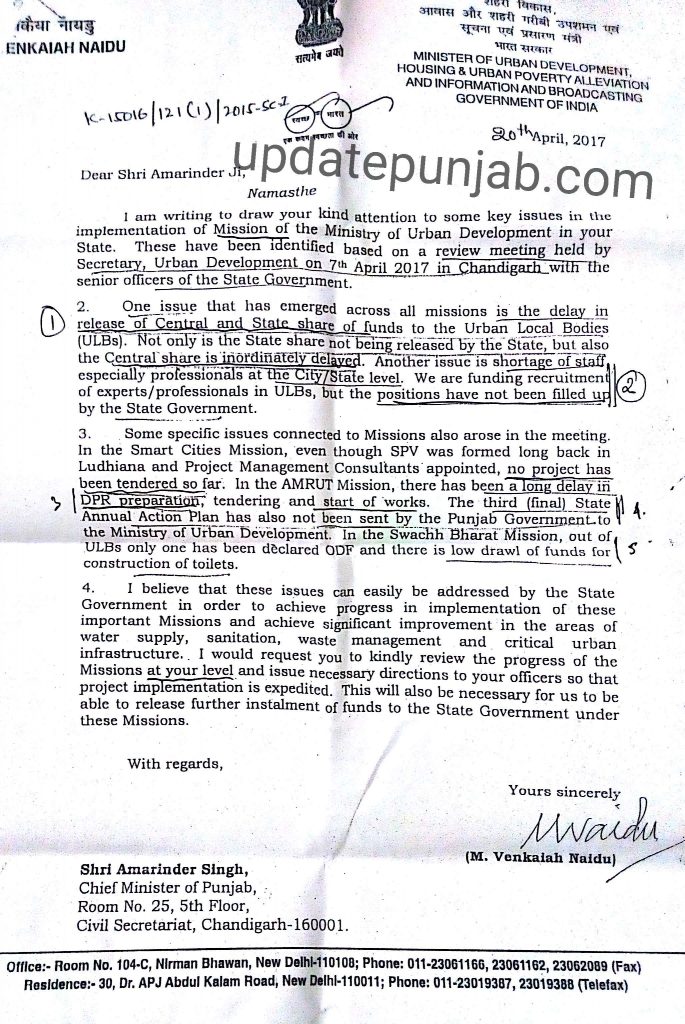 कैया नायडु
ENKAIAH NAIDU
सत्यमेव जयते
शहरी विकास,
आवास और शहरी गरीबी उपशमन एवं
सूचना एवं प्रसारण मंत्री
भारत सरकार
MINISTER OF URBAN DEVELOPMENT,
HOUSING & URBAN POVERTY ALLEVIATION
AND INFORMATION AND BROADCASTING
GOVERNMENT OF INDIA
K-15016/121(1)/2015-SC-I
स्वच्छ भारत
एक कदम स्वच्छता की ओर
20th April, 2017
updatepunjab.com
Dear Shri Amarinder Ji,
Namasthe
I am writing to draw your kind attention to some key issues in the
implementation of Mission of the Ministry of Urban Development in your
State. These have been identified based on a review meeting held by
Secretary, Urban Development on 7th April 2017 in Chandigarh with the
senior officers of the State Government.
1
2. One issue that has emerged across all missions is the delay in
release of Central and State share of funds to the Urban Local Bodies
(ULBs). Not only is the State share not being released by the State, but also
the Central share is inordinately delayed. Another issue is shortage of staff,
especially professionals at the City/State level. We are funding recruitment
of experts/professionals in ULBs, but the positions have not been filled up
by the State Government.
2
3. Some specific issues connected to Missions also arose in the meeting.
In the Smart Cities Mission, even though SPV was formed long back in
Ludhiana and Project Management Consultants appointed, no project has
been tendered so far. In the AMRUT Mission, there has been a long delay in
3 DPR preparation, tendering and start of works. The third (final) State 4.
Annual Action Plan has also not been sent by the Punjab Government to
the Ministry of Urban Development. In the Swachh Bharat Mission, out of
ULBs only one has been declared ODF and there is low drawl of funds for 5
construction of toilets.
4. I believe that these issues can easily be addressed by the State
Government in order to achieve progress in implementation of these
important Missions and achieve significant improvement in the areas of
water supply, sanitation, waste management and critical urban
infrastructure. I would request you to kindly review the progress of the
Missions at your level and issue necessary directions to your officers so that
project implementation is expedited. This will also be necessary for us to be
able to release further instalment of funds to the State Government under
these Missions.
With regards,
Yours sincerely
MVaidu
(M. Venkaiah Naidu)
Shri Amarinder Singh,
Chief Minister of Punjab,
Room No. 25, 5th Floor,
Civil Secretariat, Chandigarh-160001.
Office:- Room No. 104-C, Nirman Bhawan, New Delhi-110108; Phone: 011-23061166, 23061162, 23062089 (Fax)
Residence:- 30, Dr. APJ Abdul Kalam Road, New Delhi-110011; Phone: 011-23019387, 23019388 (Telefax)